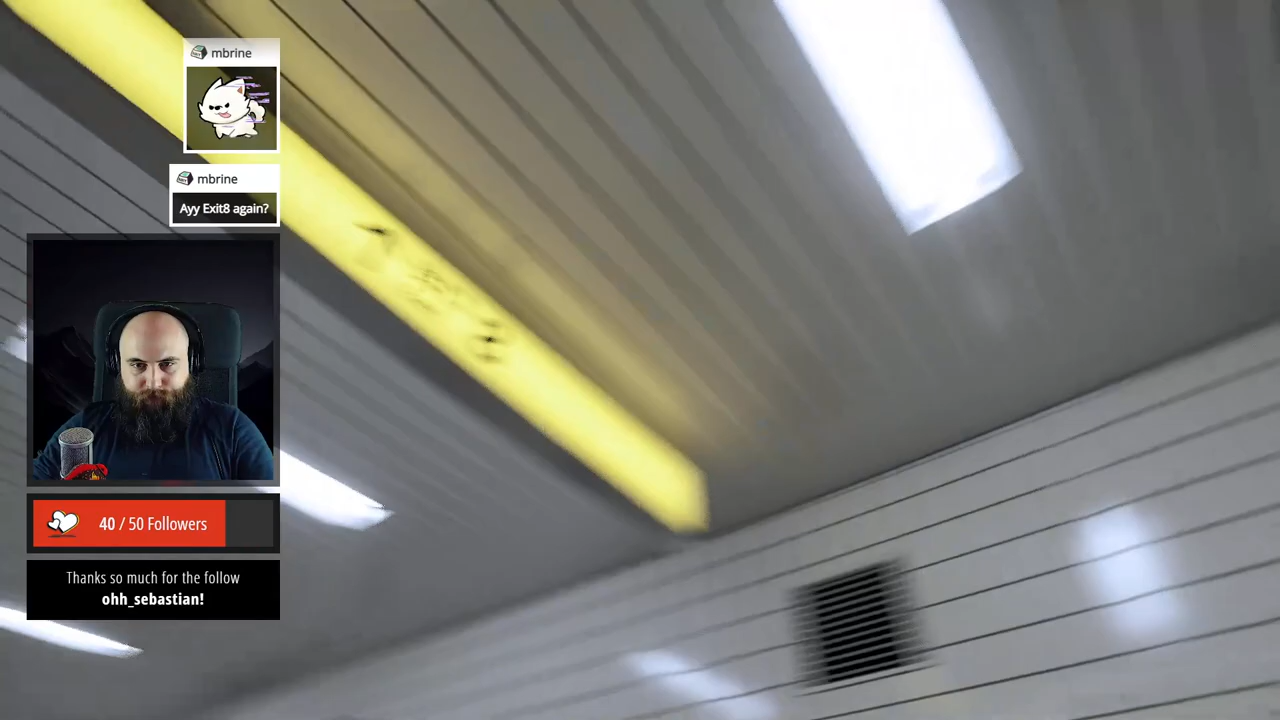 mbrine
mbrine
Ayy Exit8 again?
40 / 50 Followers
Thanks so much for the follow
ohh_sebastian!